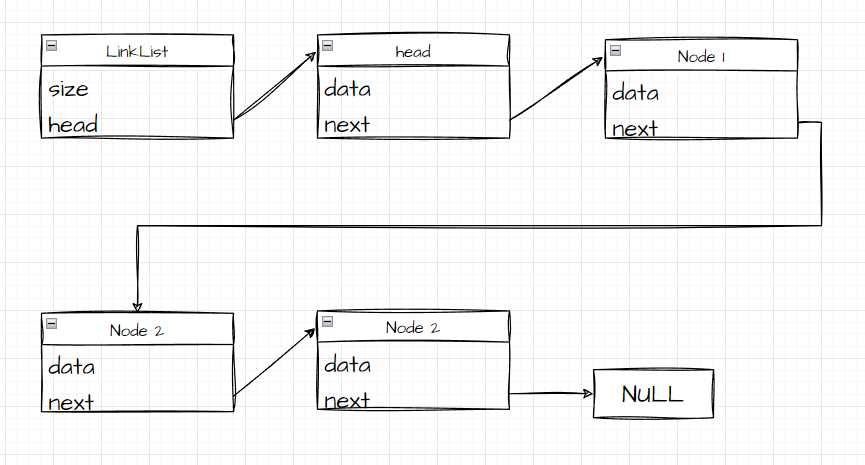 LinkList
size
head
head
data
next
Node 1
data
next
Node 2
data
next
Node 2
data
next
NULL